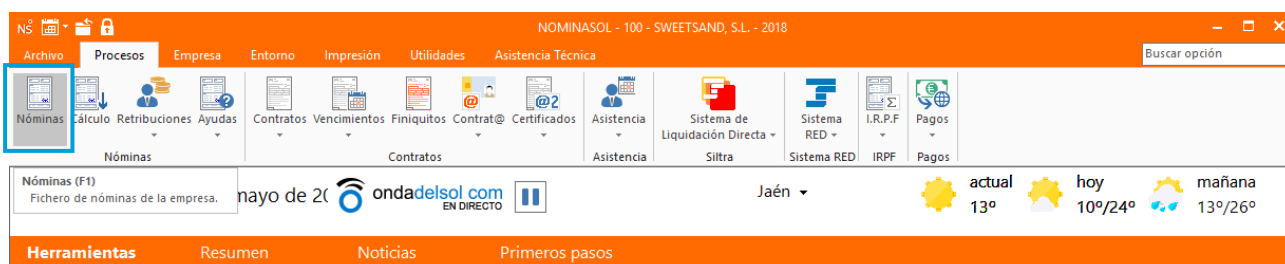 NOMINASOL - 100 - SWEETSAND, S.L. - 2018
Archivo Procesos Empresa Entorno Impresión Utilidades Asistencia Técnica Buscar opción
Nóminas Cálculo Retribuciones Ayudas Contratos Vencimientos Finiquitos Contrat@ Certificados Asistencia Sistema de Liquidación Directa Sistema RED I.R.P.F Pagos
Nóminas Contratos Asistencia Siltra Sistema RED IRPF Pagos
Nóminas (F1)
Fichero de nóminas de la empresa.
mayo de
ondadelsol com
EN DIRECTO
Jaén
actual
13º
hoy
10º/24º
mañana
13º/26º
Herramientas Resumen Noticias Primeros pasos